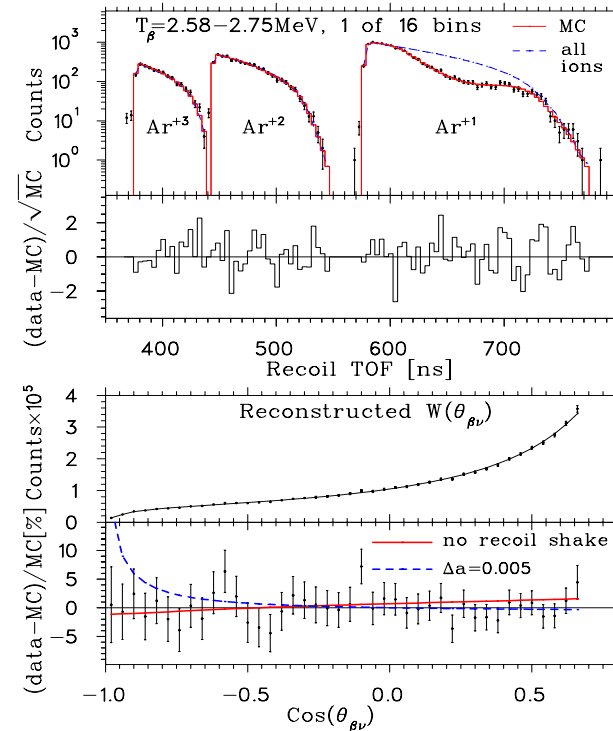 T_β=2.58−2.75MeV, 1 of 16 bins
MC
all
ions
Counts
10^3
10^2
10^1
10^0
Ar^{+3}
Ar^{+2}
Ar^{+1}
(data−MC)/√MC
2
0
−2
400
500
600
700
Recoil TOF [ns]
Reconstructed W(θ_βν)
Counts×10^5
4
3
2
1
0
no recoil shake
Δa=0.005
(data−MC)/MC[%]
10
5
0
−5
−1.0
−0.5
0.0
0.5
Cos(θ_βν)